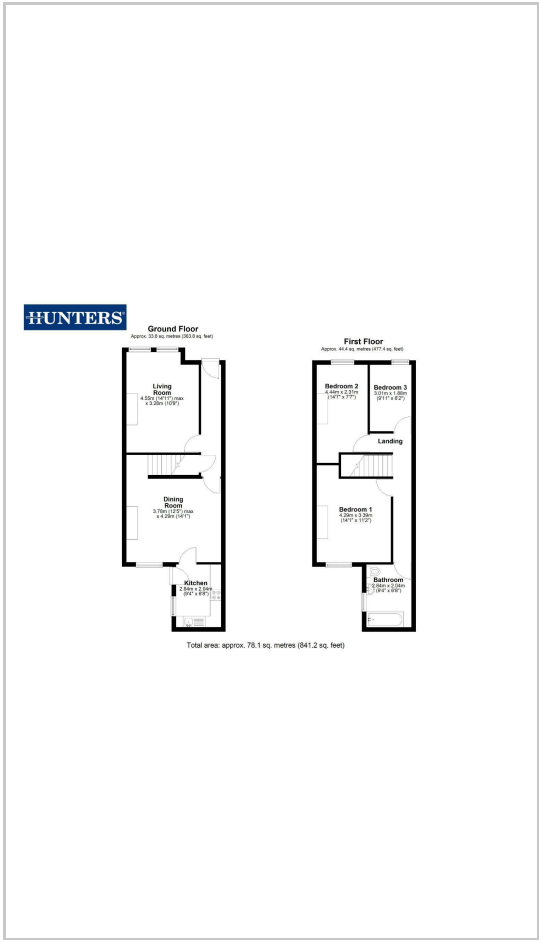 HUNTERS
Ground Floor
Approx. 33.8 sq. metres (363.8 sq. feet)
Living
Room
4.55m (14'11") max
x 3.28m (10'9")
Dining
Room
3.78m (12'5") max
x 4.29m (14'1")
Kitchen
2.84m x 2.04m
(9'4" x 6'8")
First Floor
Approx. 44.4 sq. metres (477.4 sq. feet)
Bedroom 2
4.44m x 2.31m
(14'7" x 7'7")
Bedroom 3
3.01m x 1.88m
(9'11" x 6'2")
Landing
Bedroom 1
4.29m x 3.39m
(14'1" x 11'2")
Bathroom
2.84m x 2.04m
(9'4" x 6'8")
Total area: approx. 78.1 sq. metres (841.2 sq. feet)